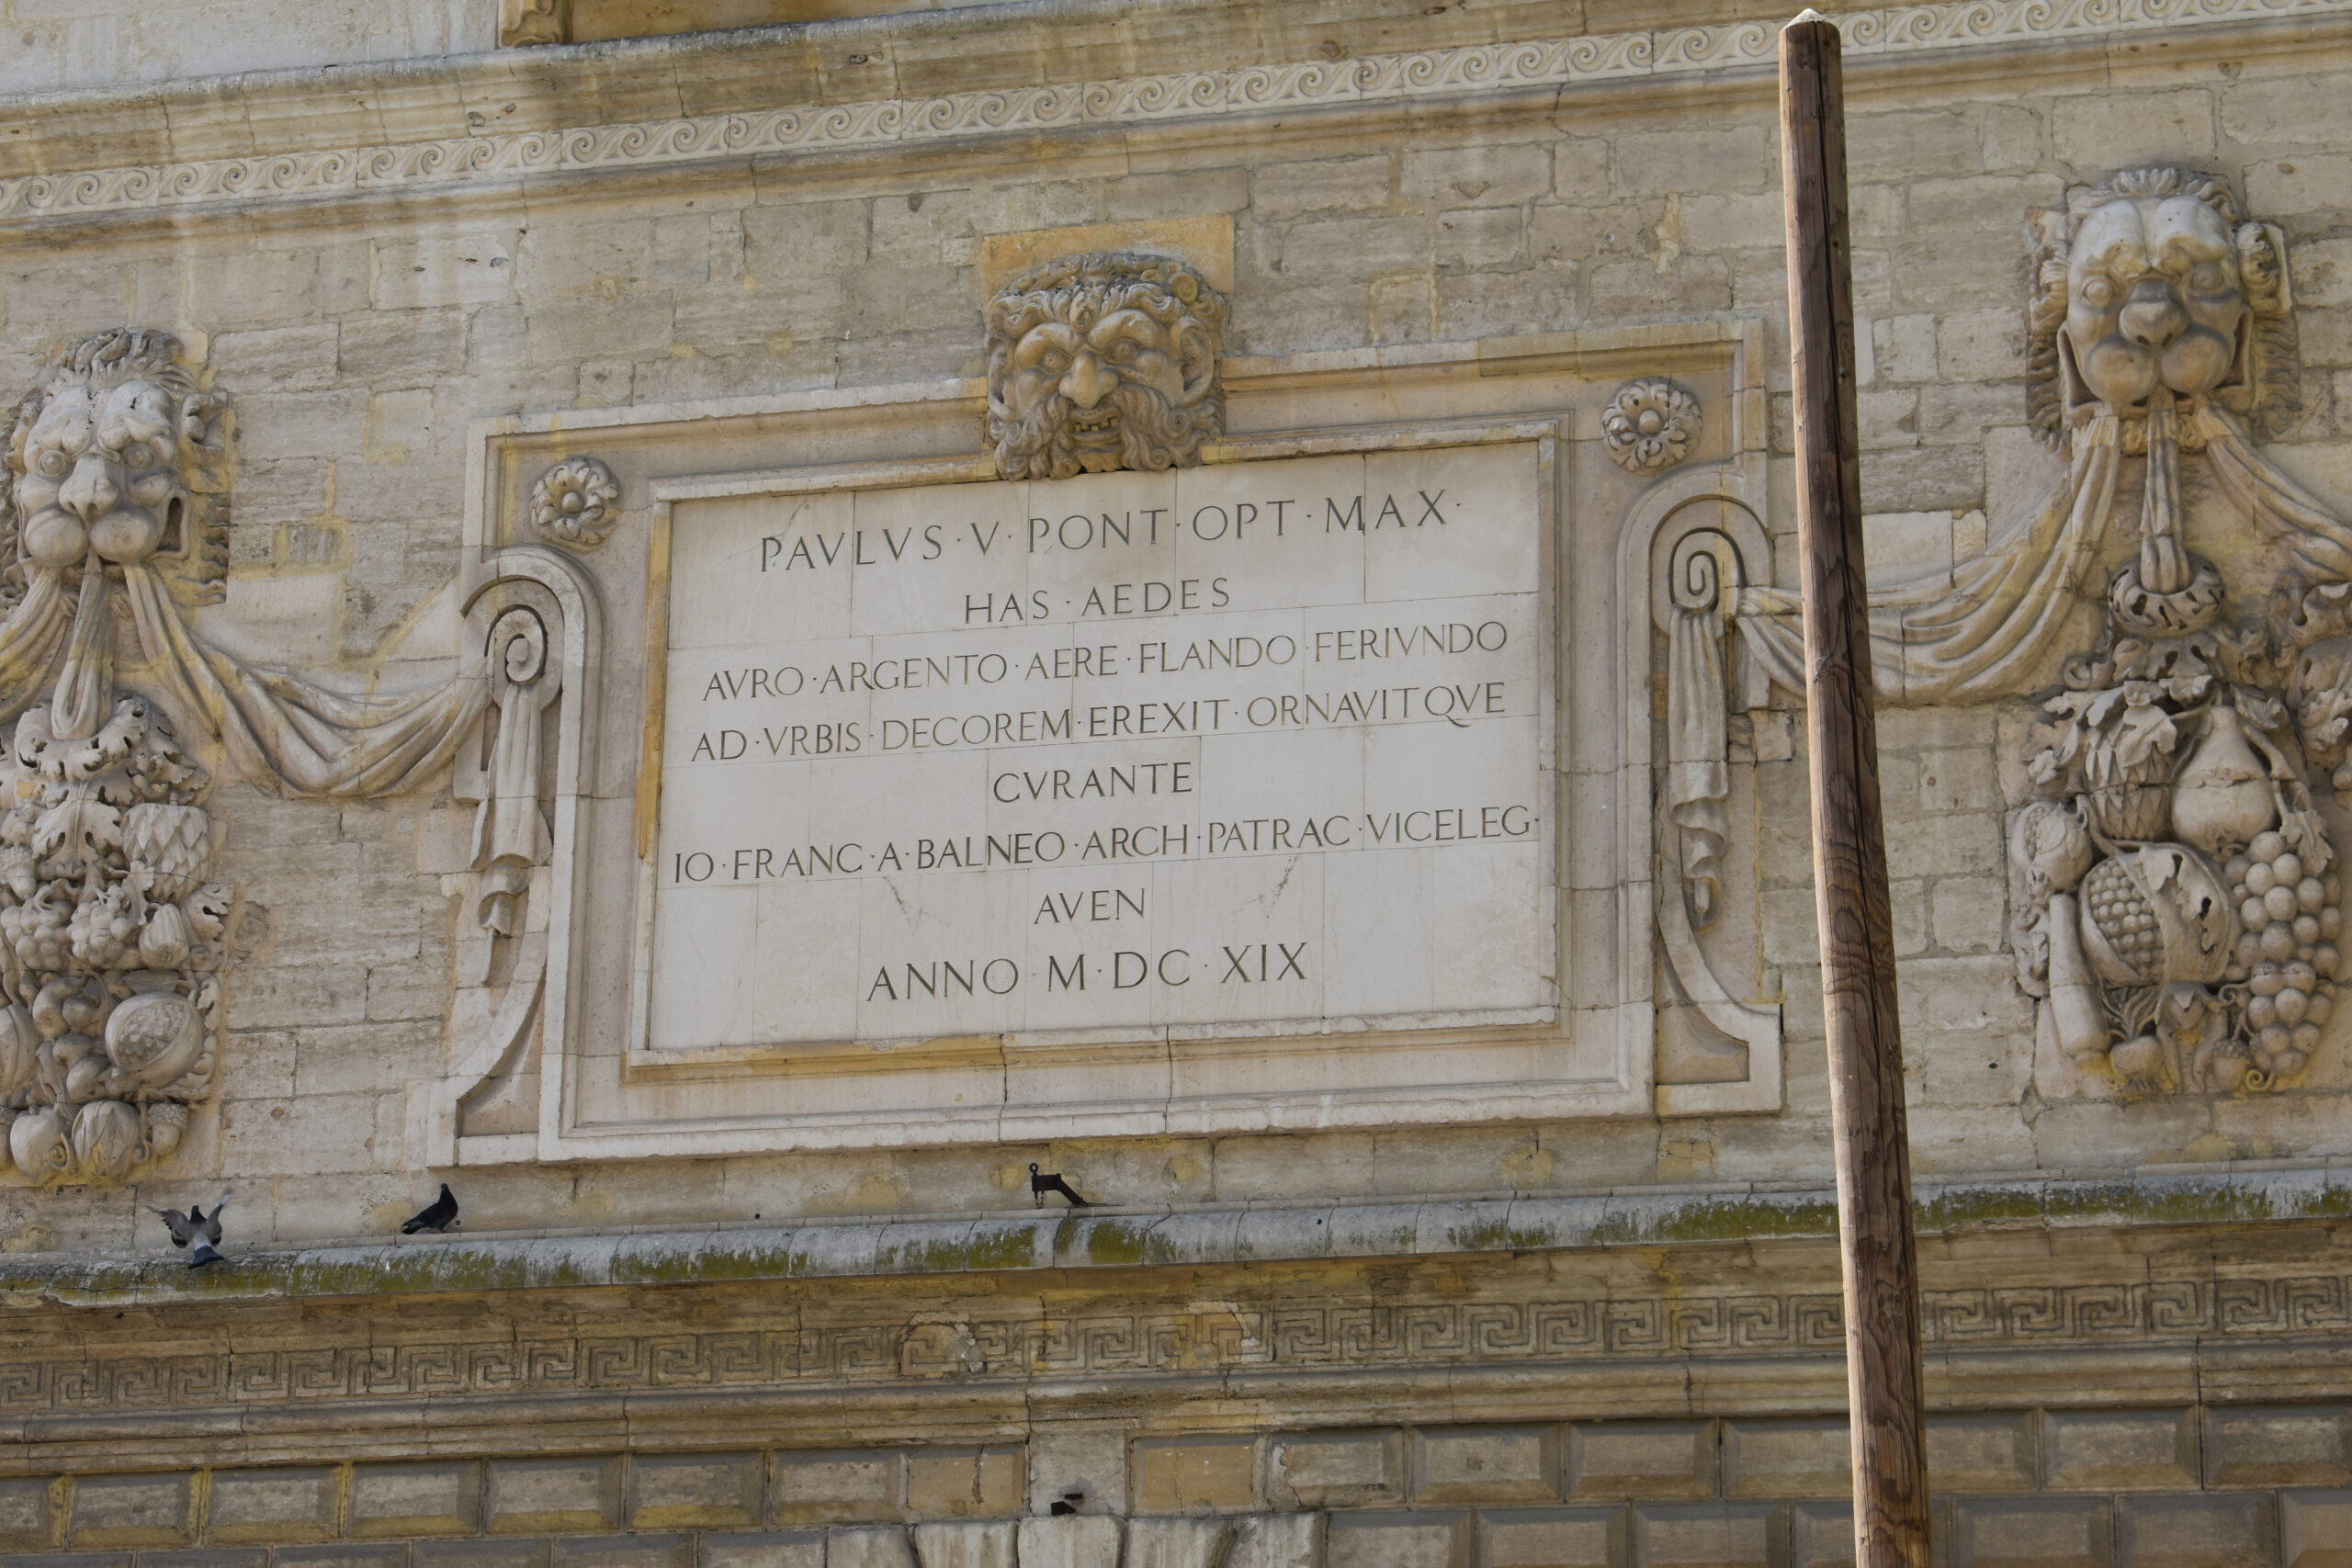 PAVLVS · V · PONT · OPT · MAX ·
HAS · AEDES
AVRO · ARGENTO · AERE · FLANDO · FERIVNDO
AD · VRBIS · DECOREM · EREXIT · ORNAVITQVE
CVRANTE
IO · FRANC · A · BALNEO · ARCH · PATRAC · VICELEG ·
AVEN
ANNO · M · DC · XIX